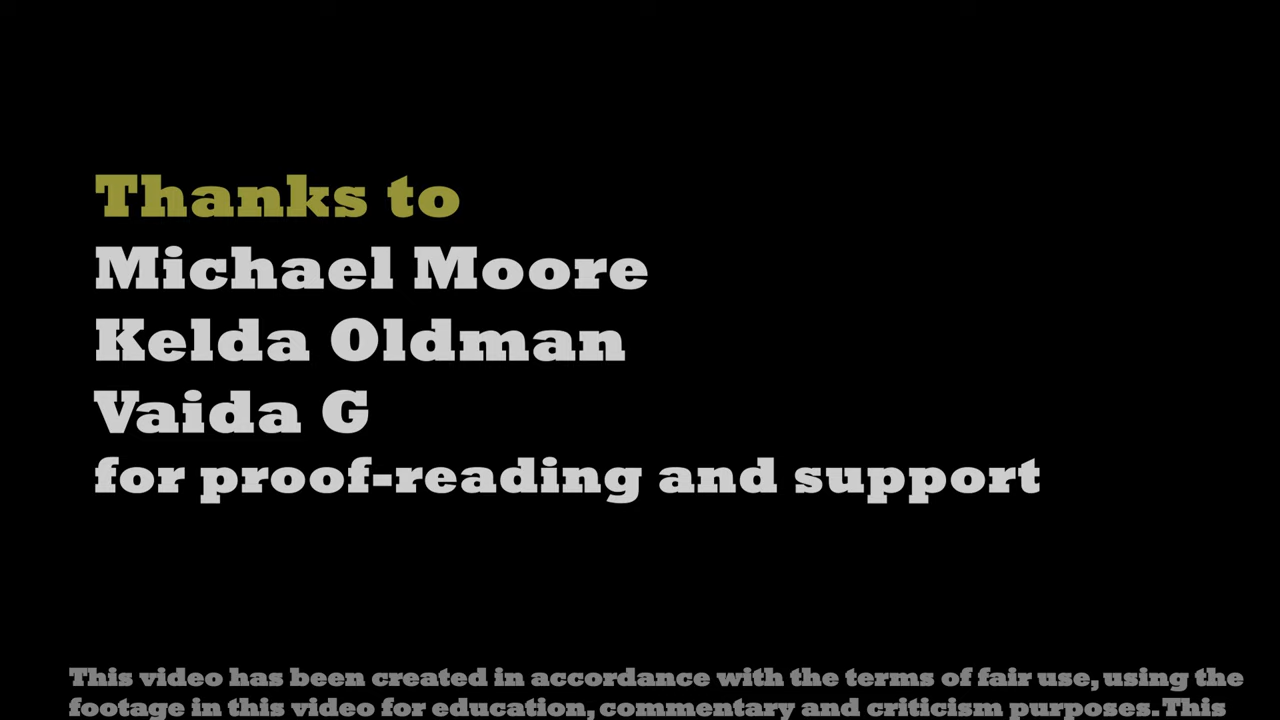 Thanks to
Michael Moore
Kelda Oldman
Vaida G
for proof-reading and support
This video has been created in accordance with the terms of fair use, using the
footage in this video for education, commentary and criticism purposes. This